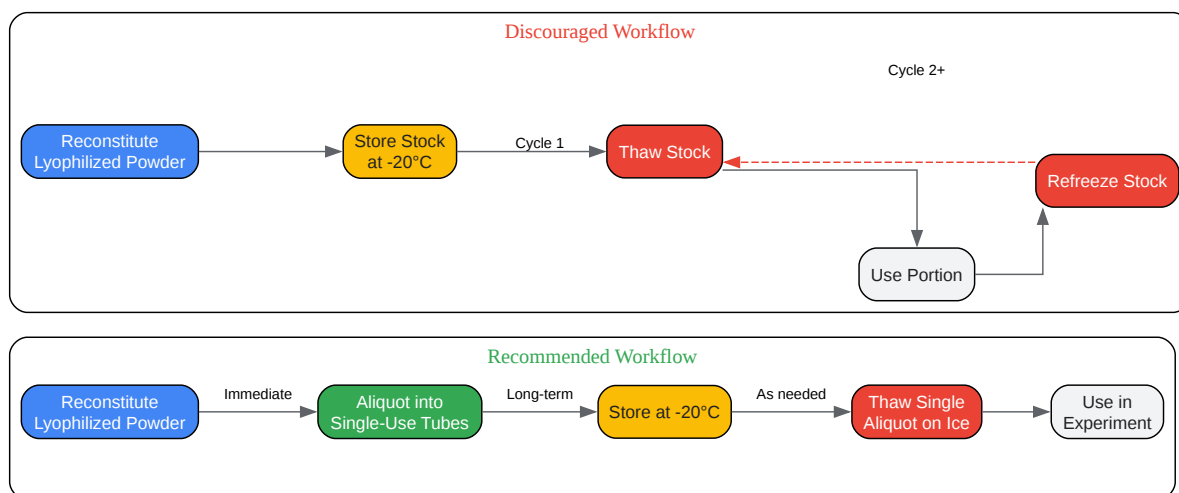 Discouraged Workflow
Cycle 2+
Reconstitute
Lyophilized Powder
Store Stock
at -20°C
Cycle 1
Thaw Stock
Refreeze Stock
Use Portion
Recommended Workflow
Reconstitute
Lyophilized Powder
Immediate
Aliquot into
Single-Use Tubes
Long-term
Store at -20°C
As needed
Thaw Single
Aliquot on Ice
Use in
Experiment